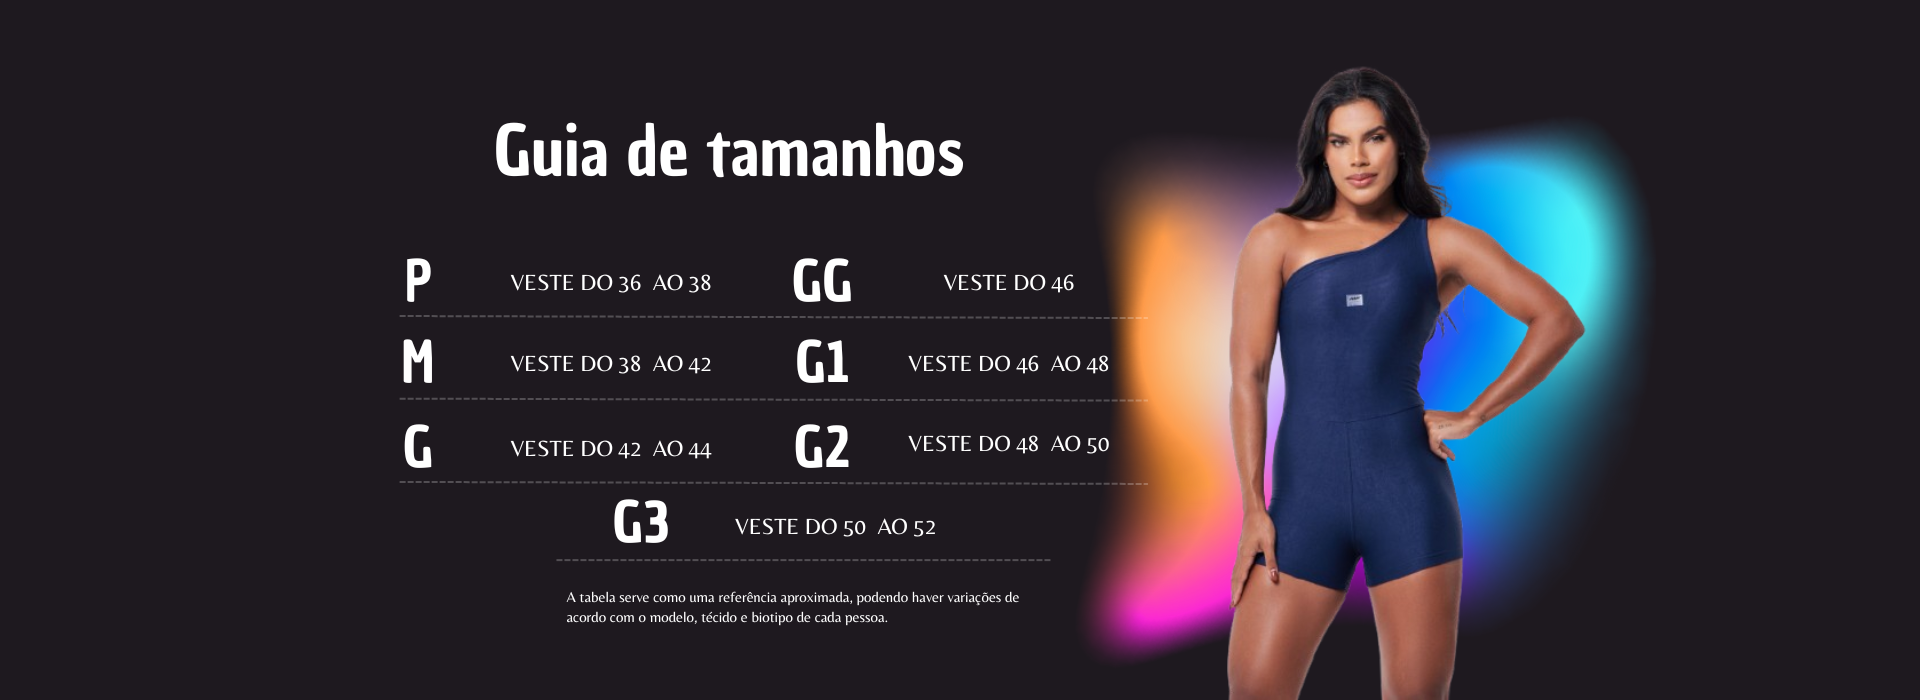 Guia de tamanhos
P VESTE DO 36 AO 38
GG VESTE DO 46
M VESTE DO 38 AO 42
G1 VESTE DO 46 AO 48
G VESTE DO 42 AO 44
G2 VESTE DO 48 AO 50
G3 VESTE DO 50 AO 52
A tabela serve como uma referência aproximada, podendo haver variações de
acordo com o modelo, técido e biotipo de cada pessoa.